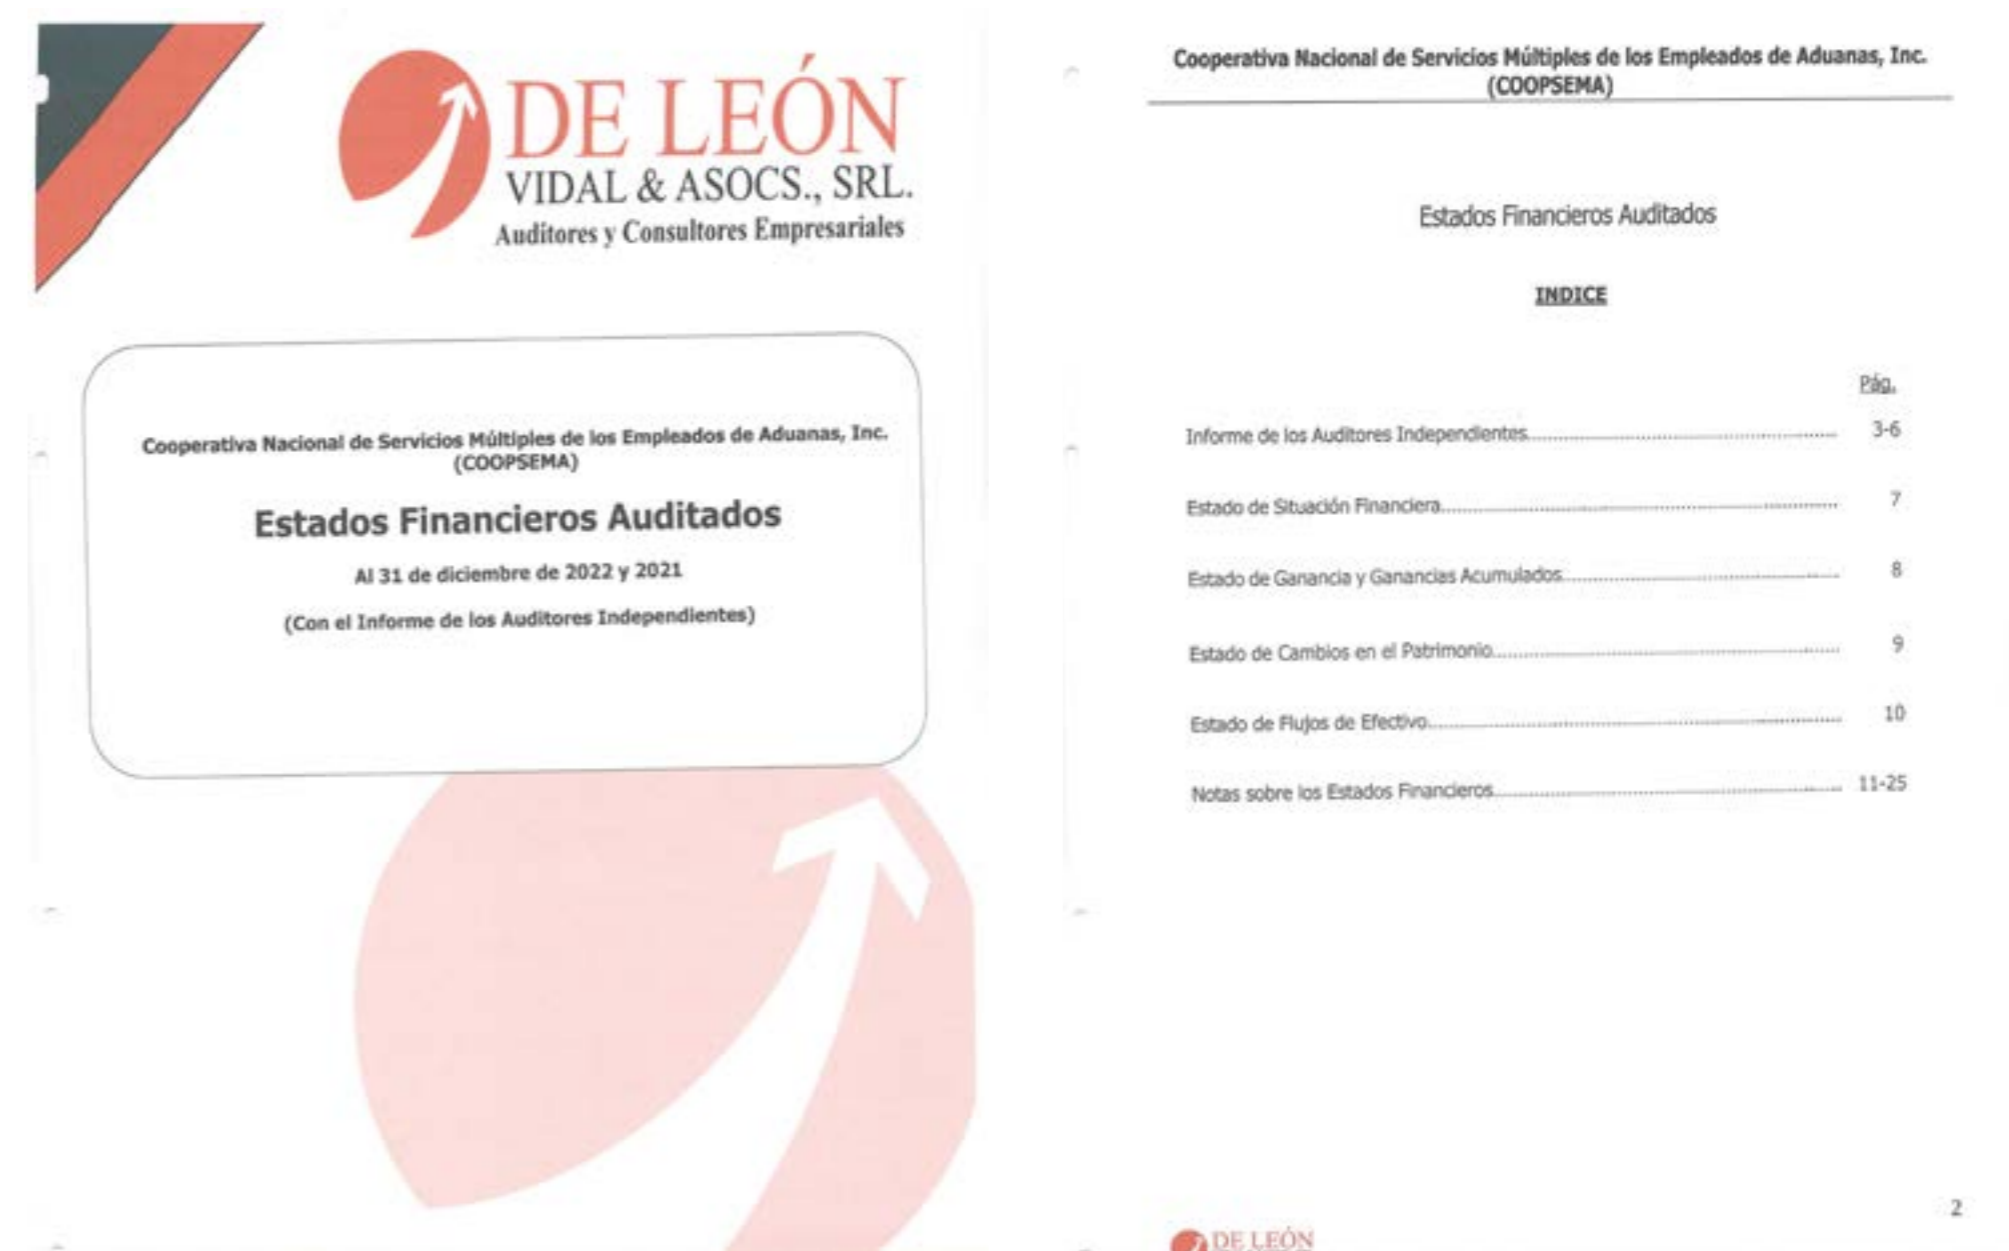 DE LEÓN
VIDAL & ASOCS., SRL.
Auditores y Consultores Empresariales
Cooperativa Nacional de Servicios Múltiples de los Empleados de Aduanas, Inc.
(COOPSEMA)
Estados Financieros Auditados
Al 31 de diciembre de 2022 y 2021
(Con el Informe de los Auditores Independientes)
Cooperativa Nacional de Servicios Múltiples de los Empleados de Aduanas, Inc.
(COOPSEMA)
Estados Financieros Auditados
INDICE
Pág.
Informe de los Auditores Independientes 3-6
Estado de Situación Financiera 7
Estado de Ganancia y Ganancias Acumulados 8
Estado de Cambios en el Patrimonio 9
Estado de Flujos de Efectivo 10
Notas sobre los Estados Financieros 11-25
2
DE LEÓN